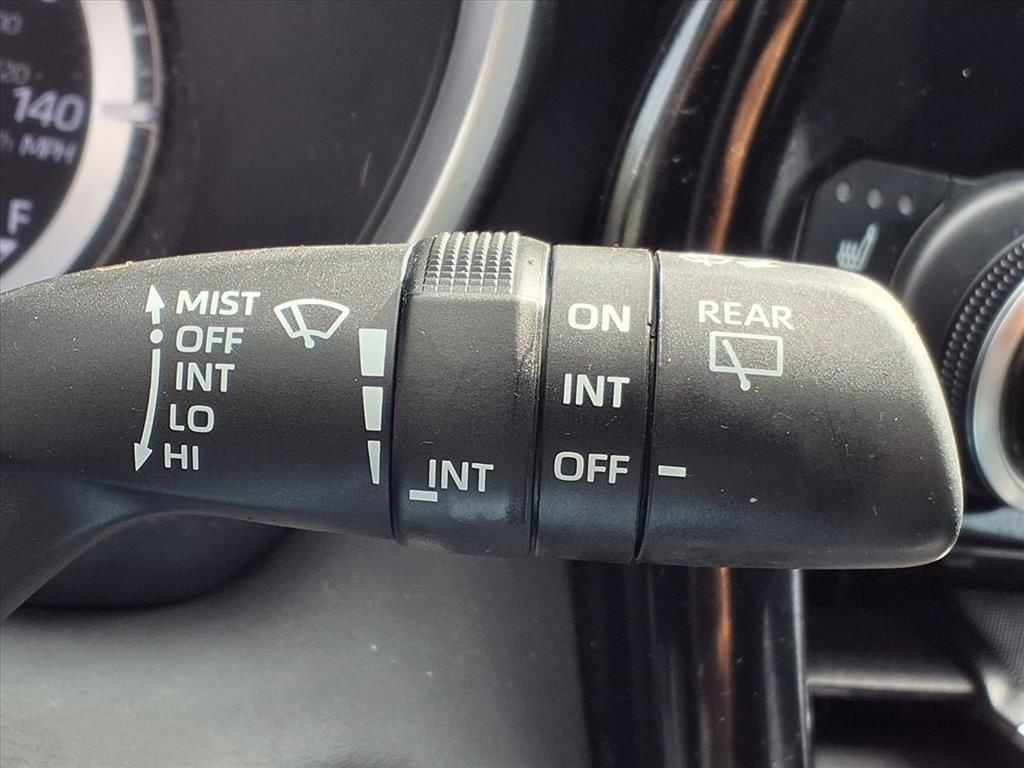 140
MPH
F
MIST
OFF
INT
LO
HI
INT
ON
INT
OFF
REAR